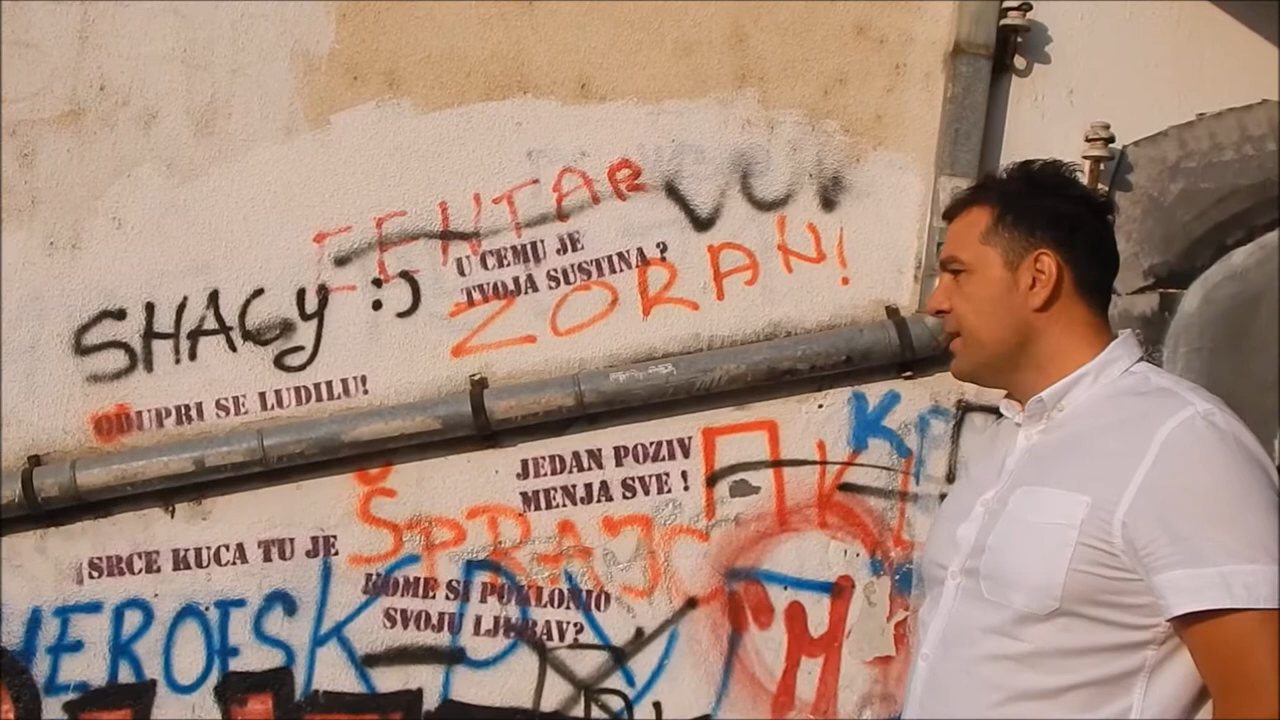 FENTAR
U CEMU JE
TVOJA SUSTINA?
ZORAN!
SHAGY :)
ODUPRI SE LUDILU!
JEDAN POZIV
MENJA SVE !
ŠPRAJC
SRCE KUCA TU JE
KOME SI POKLONIO
SVOJU LJUBAV?
HEROES
"M